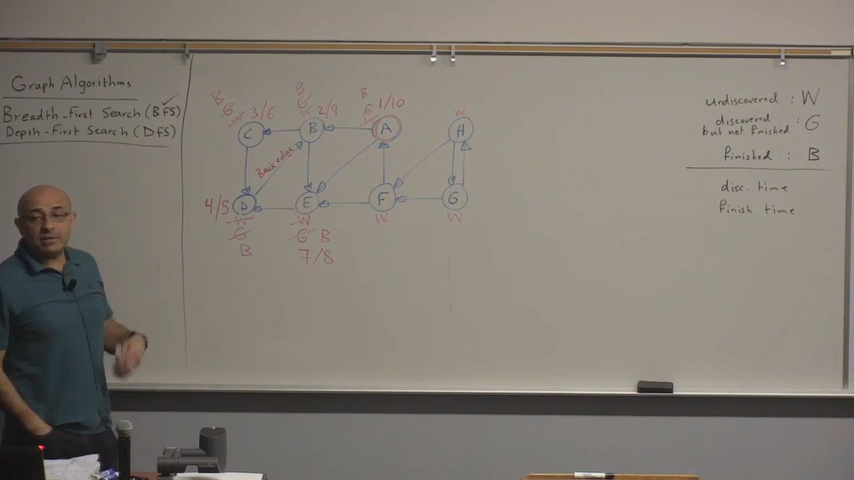 Graph Algorithms
Breadth-First Search (BFS)
Depth-First Search (DFS)
B G W 3/6
B G W 2/9
B G W 1/10
W
C B A H
Back edge
4/5 D E F G
W W W W
G G B
B 7/8
undiscovered : W
discovered
but not finished : G
finished : B
disc. time
finish time